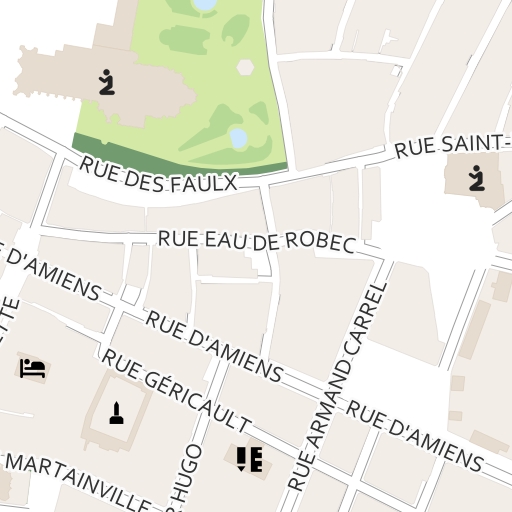 RUE SAINT-
RUE DES FAULX
RUE EAU DE ROBEC
D'AMIENS
RUE D'AMIENS
RUE ARMAND CARREL
RUE GÉRICAULT
RUE D'AMIENS
MARTAINVILLE
HUGO